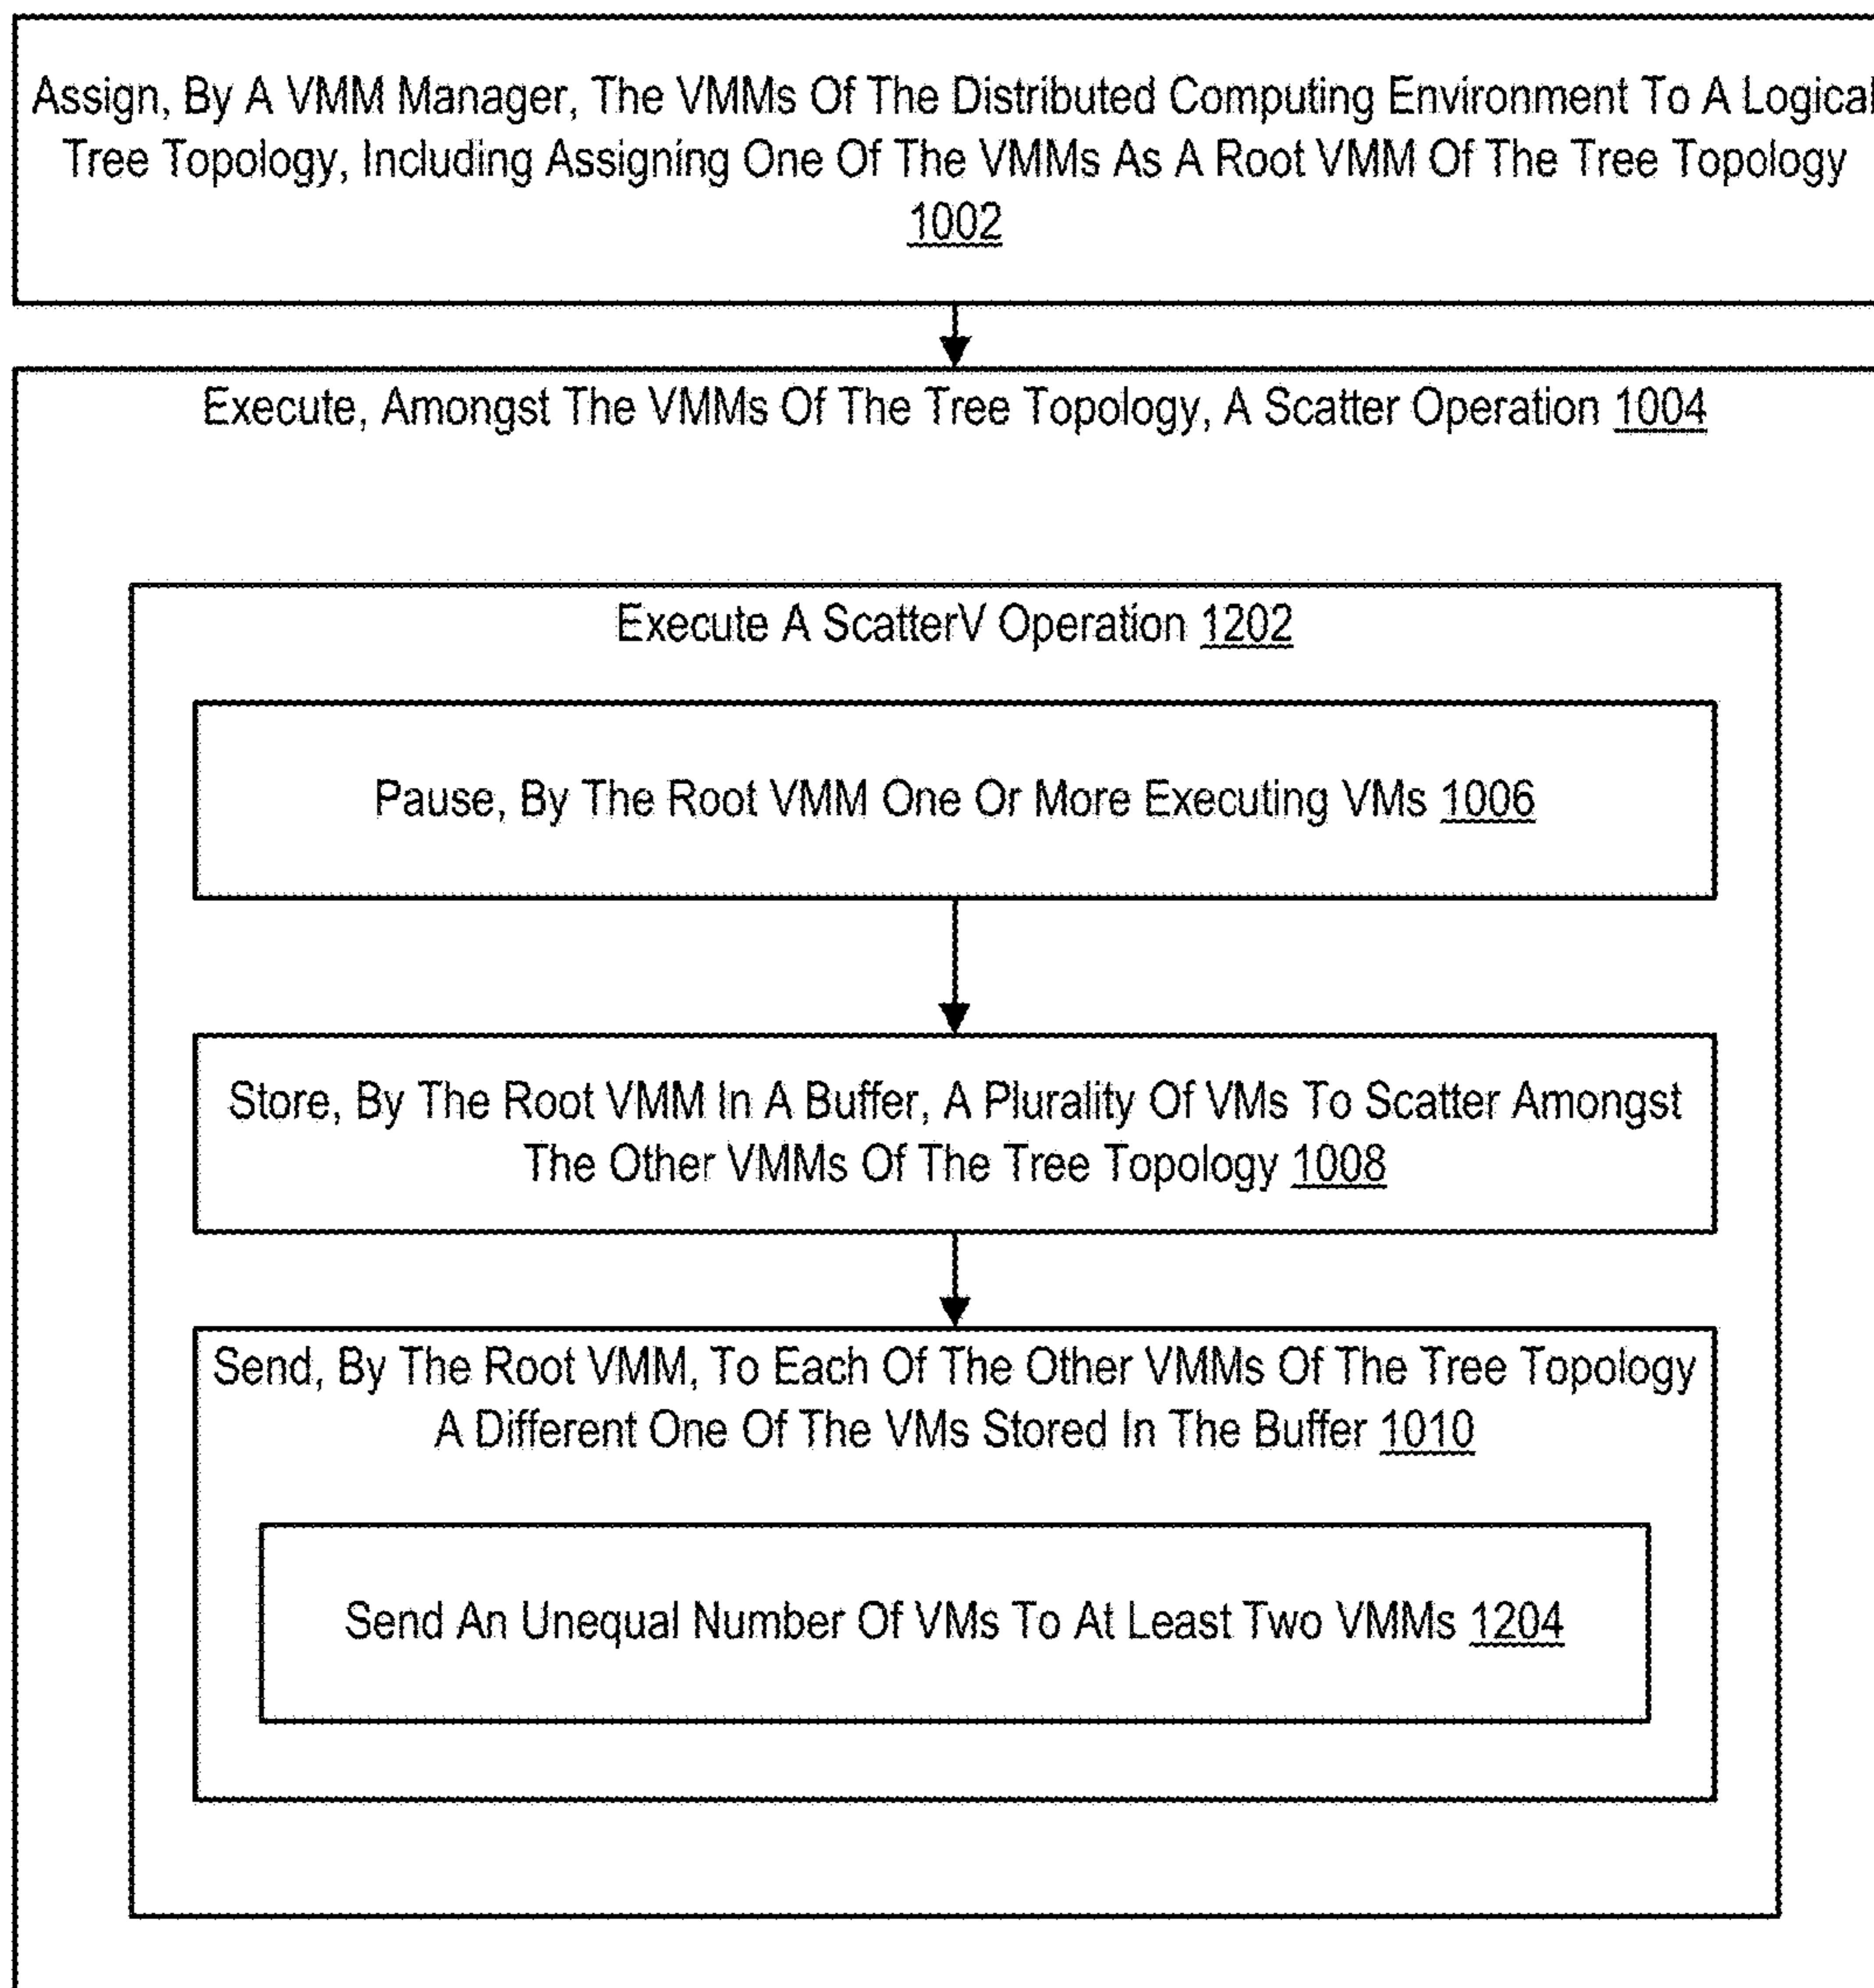 Assign, By A VMM Manager, The VMMs Of The Distributed Computing Environment To A Logical
Tree Topology, Including Assigning One Of The VMMs As A Root VMM Of The Tree Topology
1002
Execute, Amongst The VMMs Of The Tree Topology, A Scatter Operation 1004
Execute A ScatterV Operation 1202
Pause, By The Root VMM One Or More Executing VMs 1006
Store, By The Root VMM In A Buffer, A Plurality Of VMs To Scatter Amongst
The Other VMMs Of The Tree Topology 1008
Send, By The Root VMM, To Each Of The Other VMMs Of The Tree Topology
A Different One Of The VMs Stored In The Buffer 1010
Send An Unequal Number Of VMs To At Least Two VMMs 1204